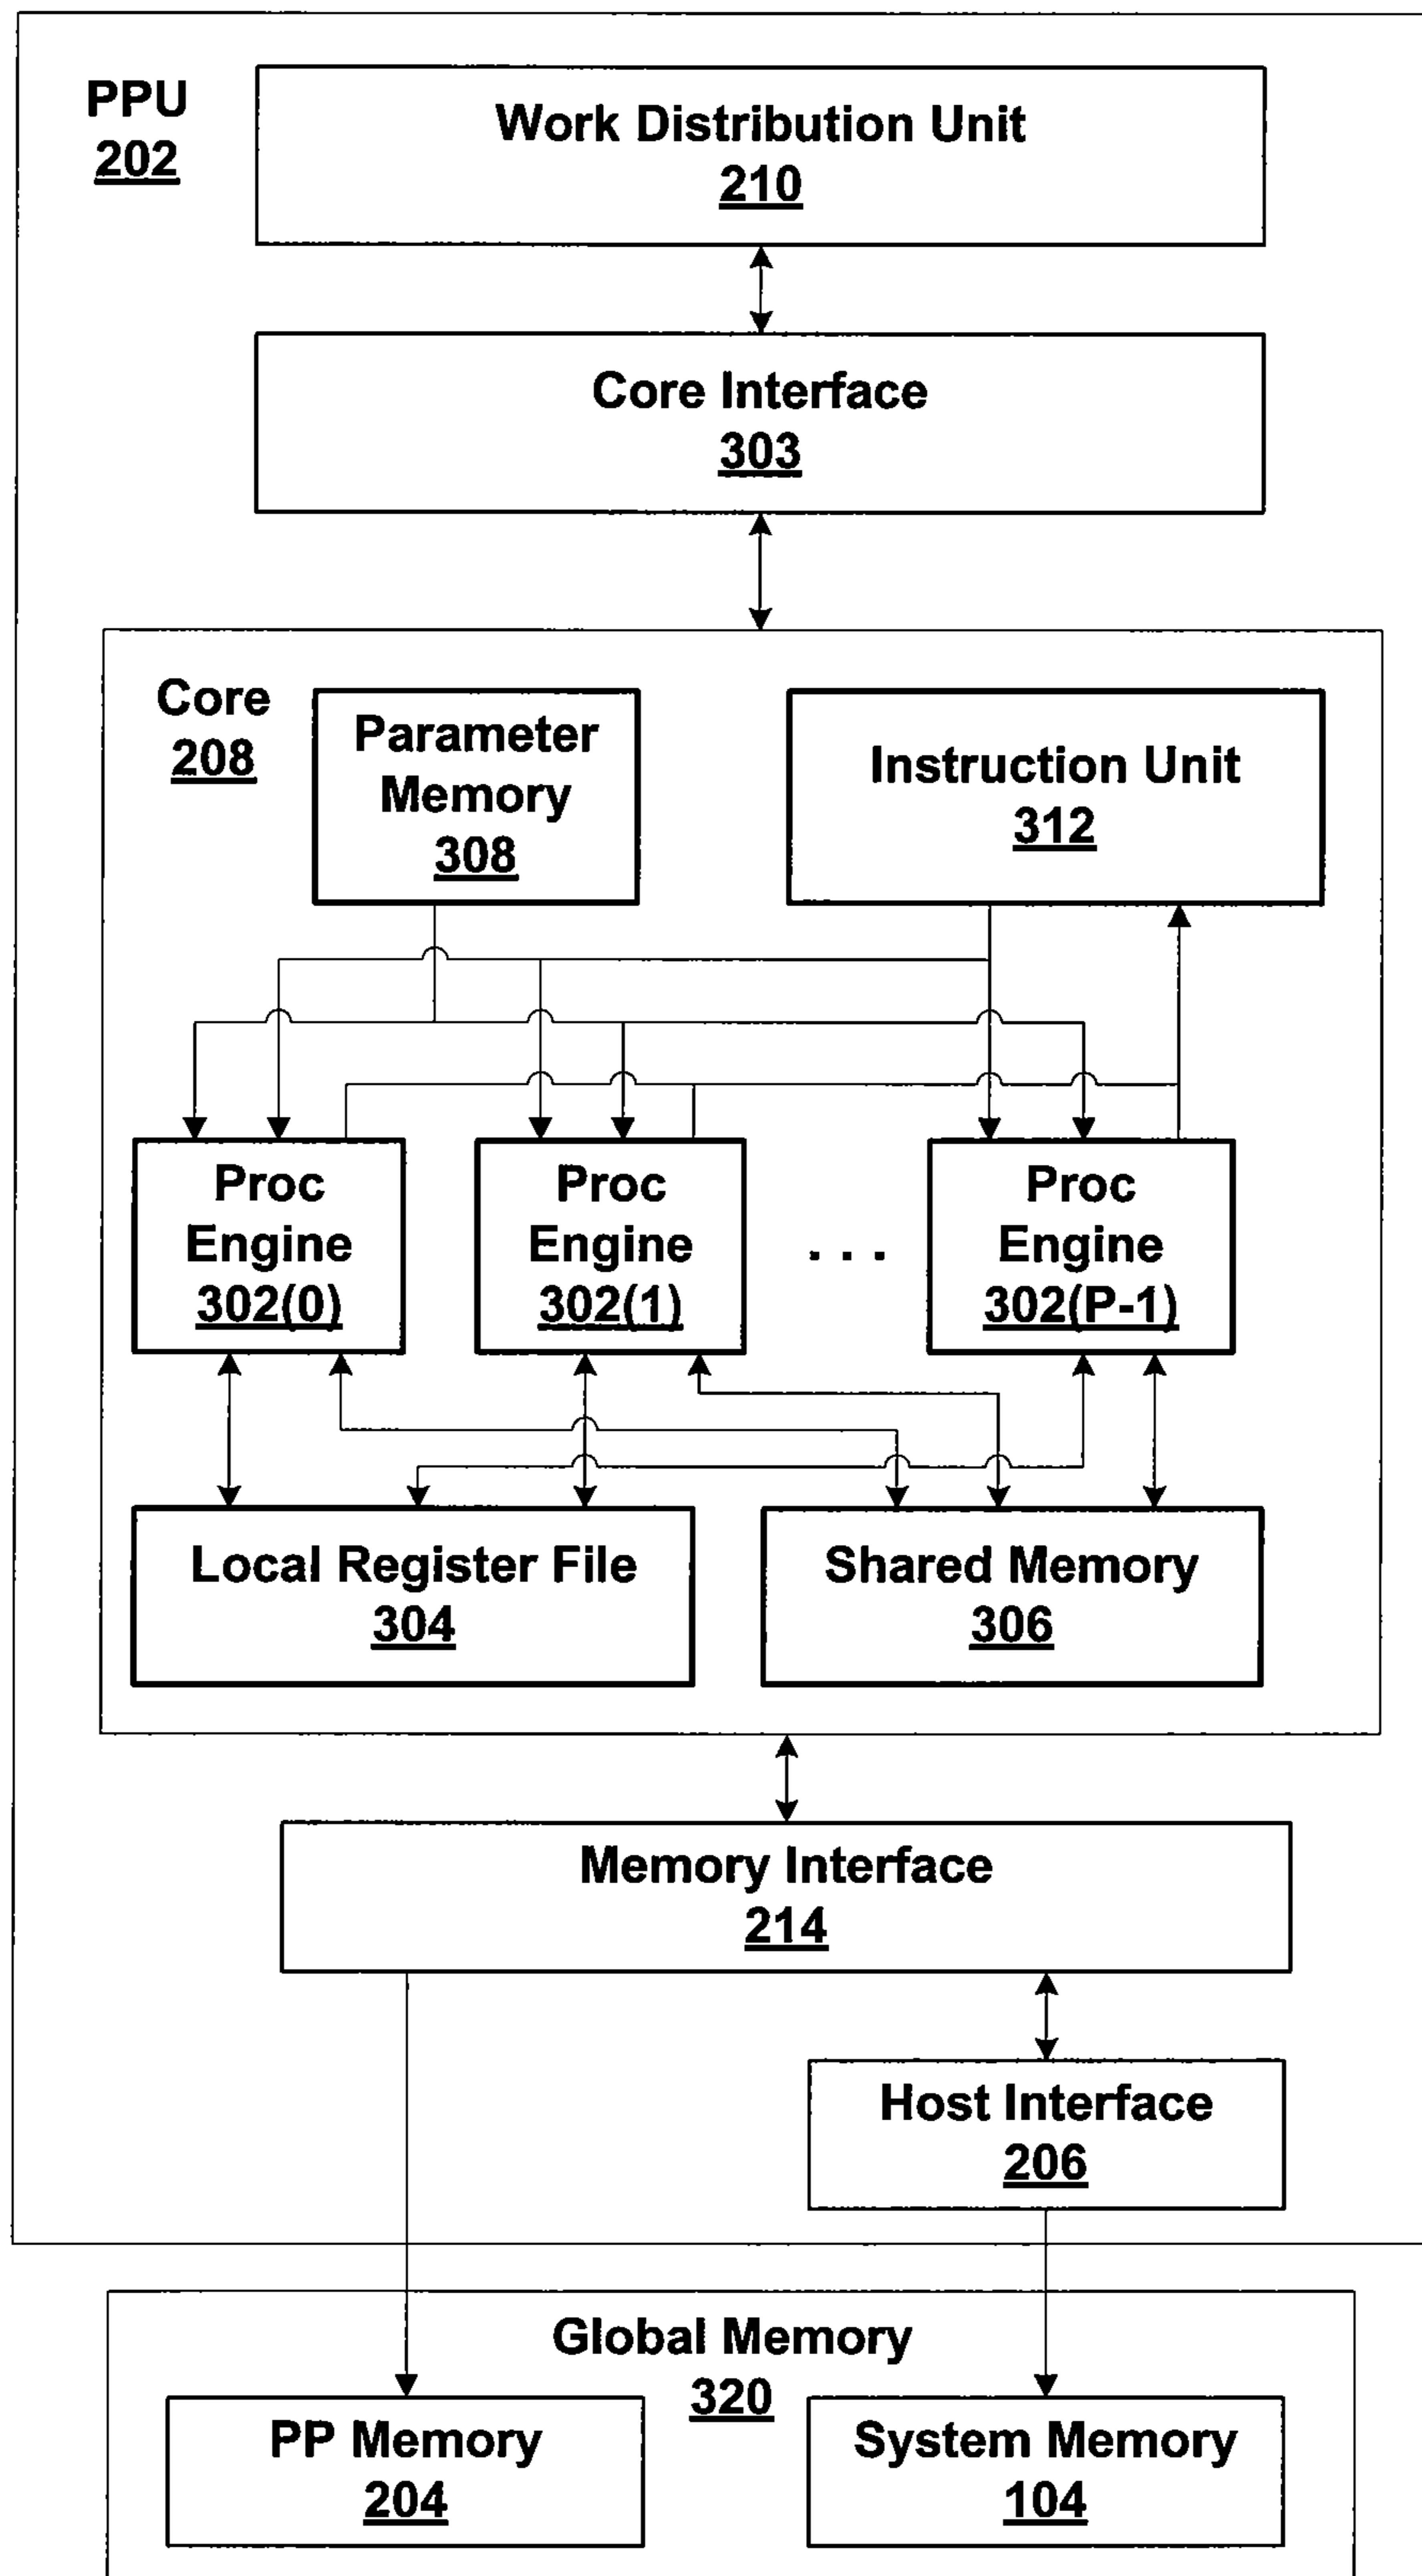 PPU
202
Work Distribution Unit
210
Core Interface
303
Core
208
Parameter
Memory
308
Instruction Unit
312
Proc
Engine
302(0)
Proc
Engine
302(1)
. . .
Proc
Engine
302(P-1)
Local Register File
304
Shared Memory
306
Memory Interface
214
Host Interface
206
Global Memory
320
PP Memory
204
System Memory
104